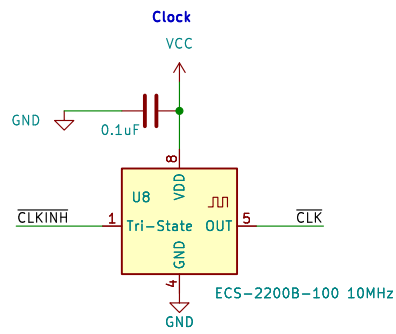 Clock
VCC
GND
0.1uF
8
VDD
U8
CLKINH
1
Tri-State
OUT
5
CLK
GND
4
ECS-2200B-100 10MHz
GND